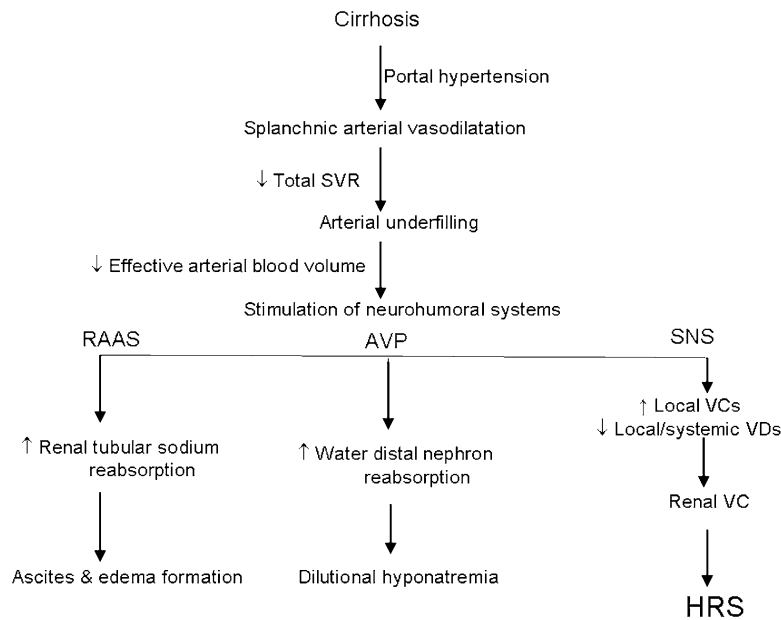 Cirrhosis
Portal hypertension
Splanchnic arterial vasodilatation
↓ Total SVR
Arterial underfilling
↓ Effective arterial blood volume
Stimulation of neurohumoral systems
RAAS
AVP
SNS
↑ Renal tubular sodium
reabsorption
Ascites & edema formation
↑ Water distal nephron
reabsorption
Dilutional hyponatremia
↑ Local VCs
↓ Local/systemic VDs
Renal VC
HRS